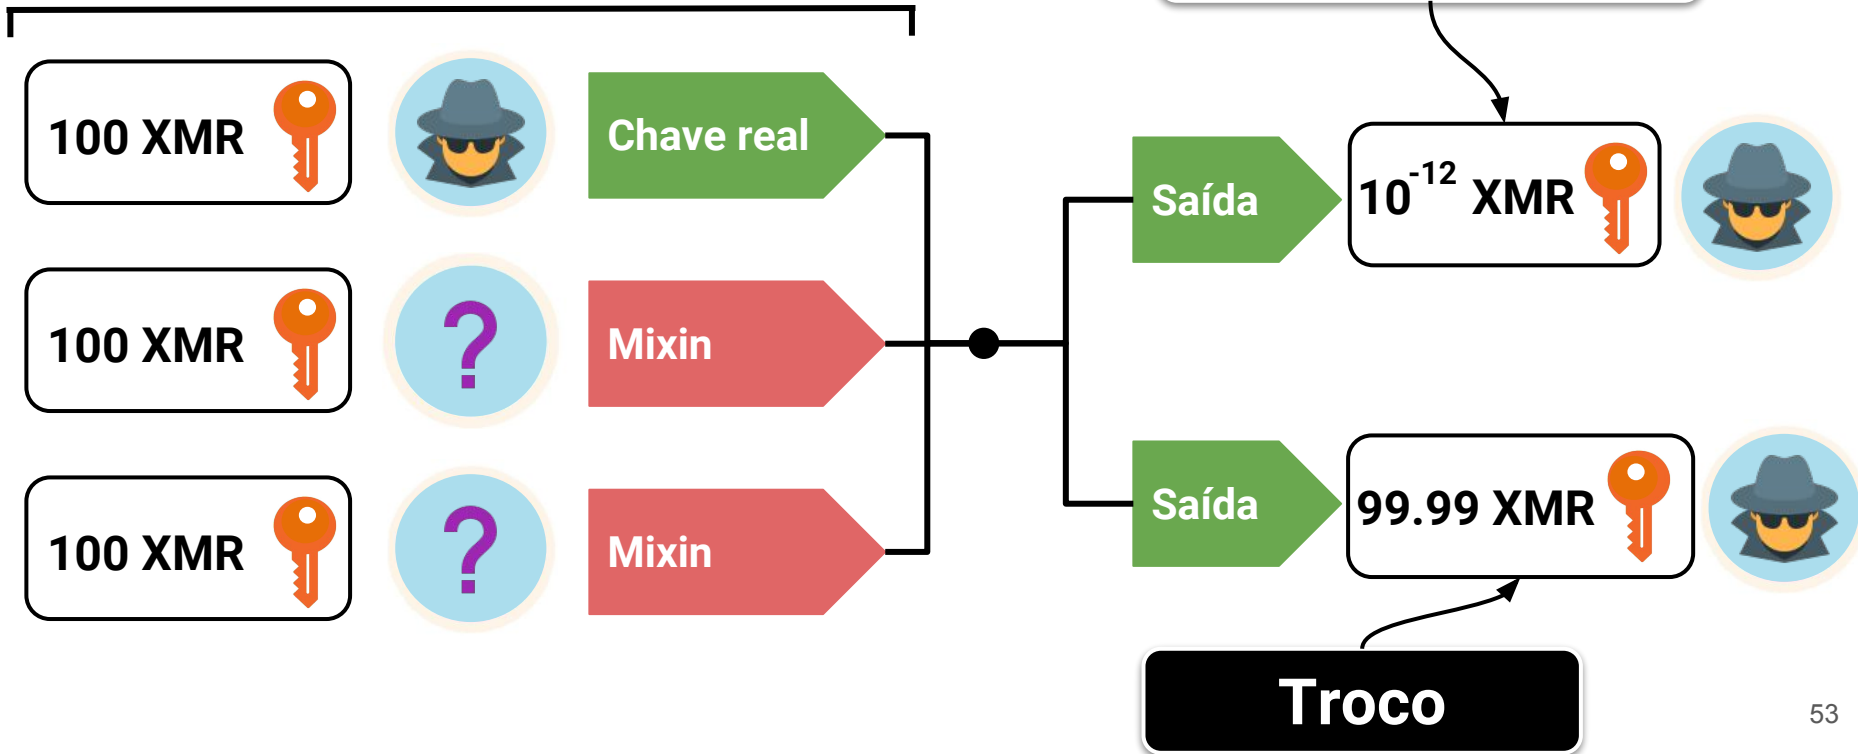 100 XMR
Chave real
100 XMR
?
Mixin
100 XMR
?
Mixin
Saída
10⁻¹² XMR
Saída
99.99 XMR
Troco
53